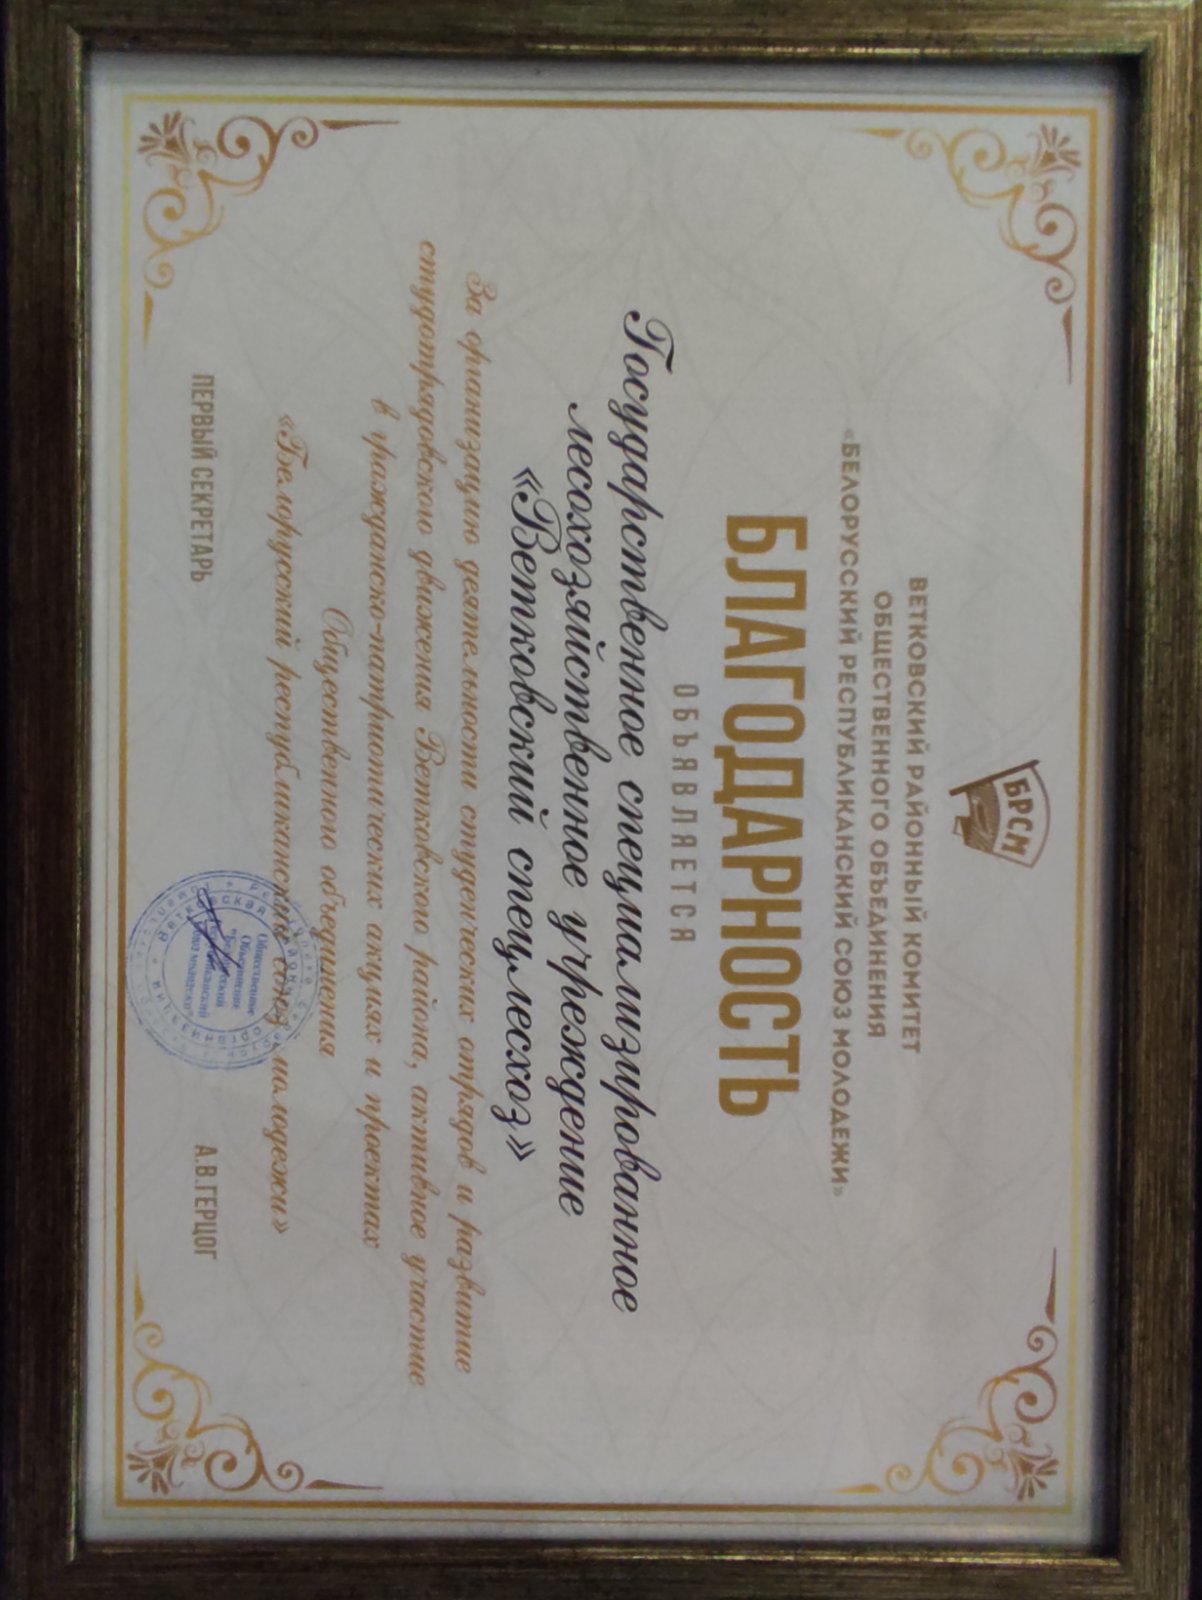 БРСМ
ВЕТКОВСКИЙ РАЙОННЫЙ КОМИТЕТ
ОБЩЕСТВЕННОГО ОБЪЕДИНЕНИЯ
«БЕЛОРУССКИЙ РЕСПУБЛИКАНСКИЙ СОЮЗ МОЛОДЕЖИ»
БЛАГОДАРНОСТЬ
ОБЪЯВЛЯЕТСЯ
Государственное специализированное
лесохозяйственное учреждение
«Ветковский спецлесхоз»
За организацию деятельности студенческих отрядов и развитие
студотрядовского движения Ветковского района, активное участие
в гражданско-патриотических акциях и проектах
Общественного объединения
«Белорусский республиканский союз молодежи»
ПЕРВЫЙ СЕКРЕТАРЬ
А.В.ГЕРЦОГ
Общественное
Объединение